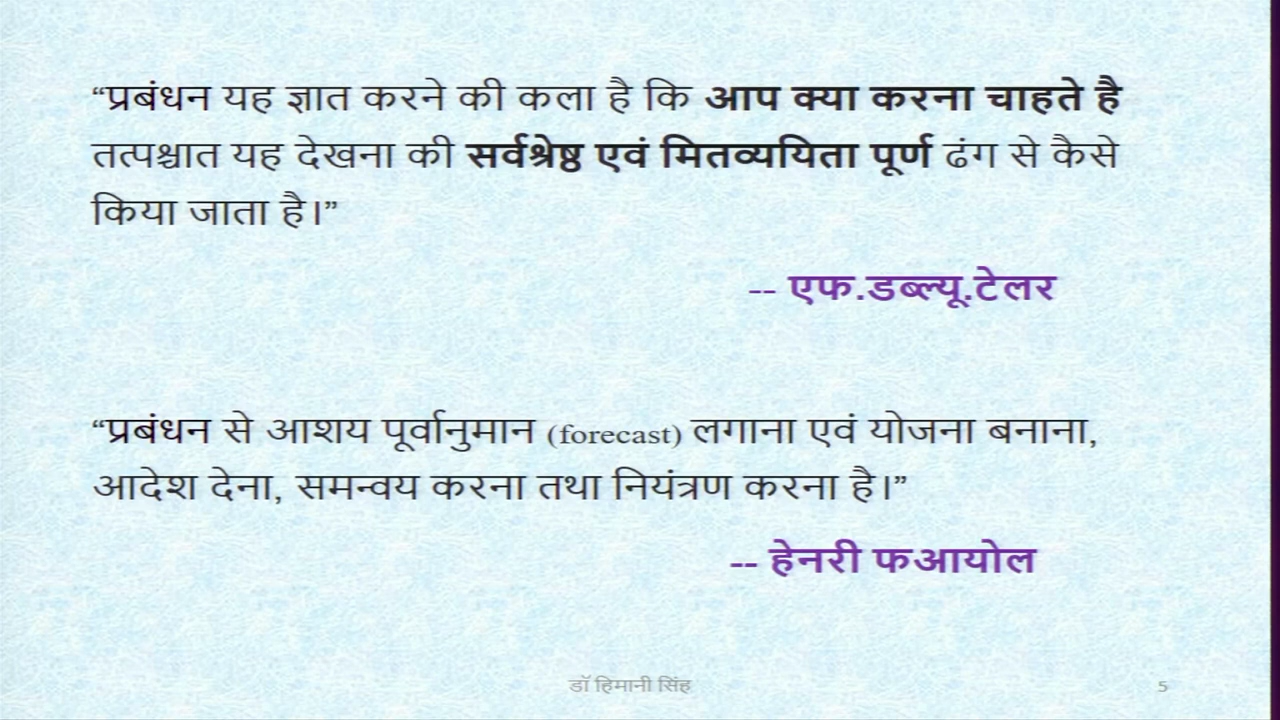 “प्रबंधन यह ज्ञात करने की कला है कि आप क्या करना चाहते है
तत्पश्चात यह देखना की सर्वश्रेष्ठ एवं मितव्ययिता पूर्ण ढंग से कैसे
किया जाता है।”
-- एफ.डब्ल्यू.टेलर
“प्रबंधन से आशय पूर्वानुमान (forecast) लगाना एवं योजना बनाना,
आदेश देना, समन्वय करना तथा नियंत्रण करना है।”
-- हेनरी फआयोल
डॉ हिमानी सिंह
5